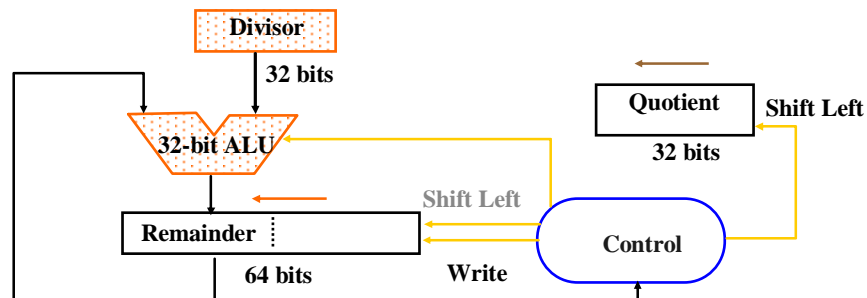 Divisor
32 bits
Quotient
Shift Left
32-bit ALU
32 bits
Shift Left
Remainder
Control
64 bits
Write